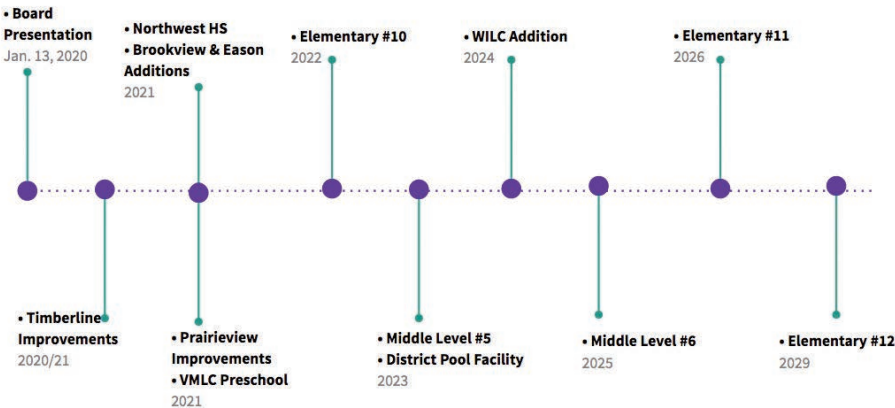 • Board
Presentation
Jan. 13, 2020
• Northwest HS
• Brookview & Eason
Additions
2021
• Elementary #10
2022
• WILC Addition
2024
• Elementary #11
2026
• Timberline
Improvements
2020/21
• Prairieview
Improvements
• VMLC Preschool
2021
• Middle Level #5
• District Pool Facility
2023
• Middle Level #6
2025
• Elementary #12
2029